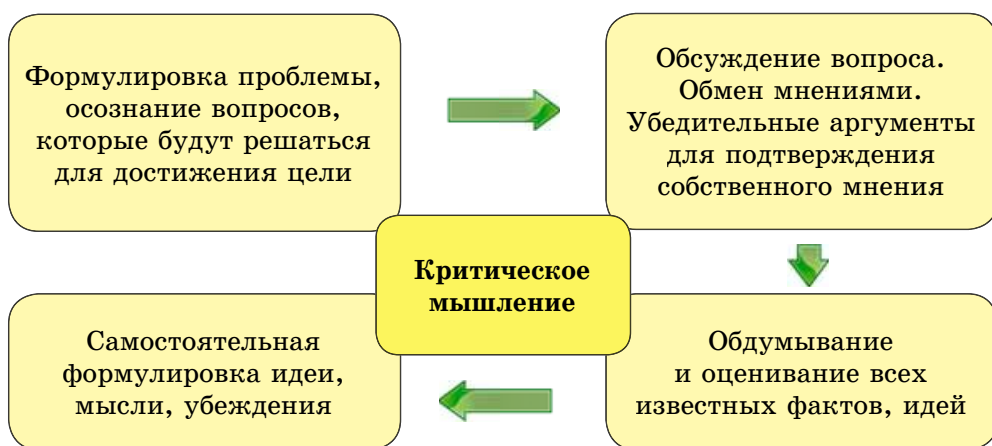 Формулировка проблемы,
осознание вопросов,
которые будут решаться
для достижения цели
Обсуждение вопроса.
Обмен мнениями.
Убедительные аргументы
для подтверждения
собственного мнения
Критическое
мышление
Самостоятельная
формулировка идеи,
мысли, убеждения
Обдумывание
и оценивание всех
известных фактов, идей